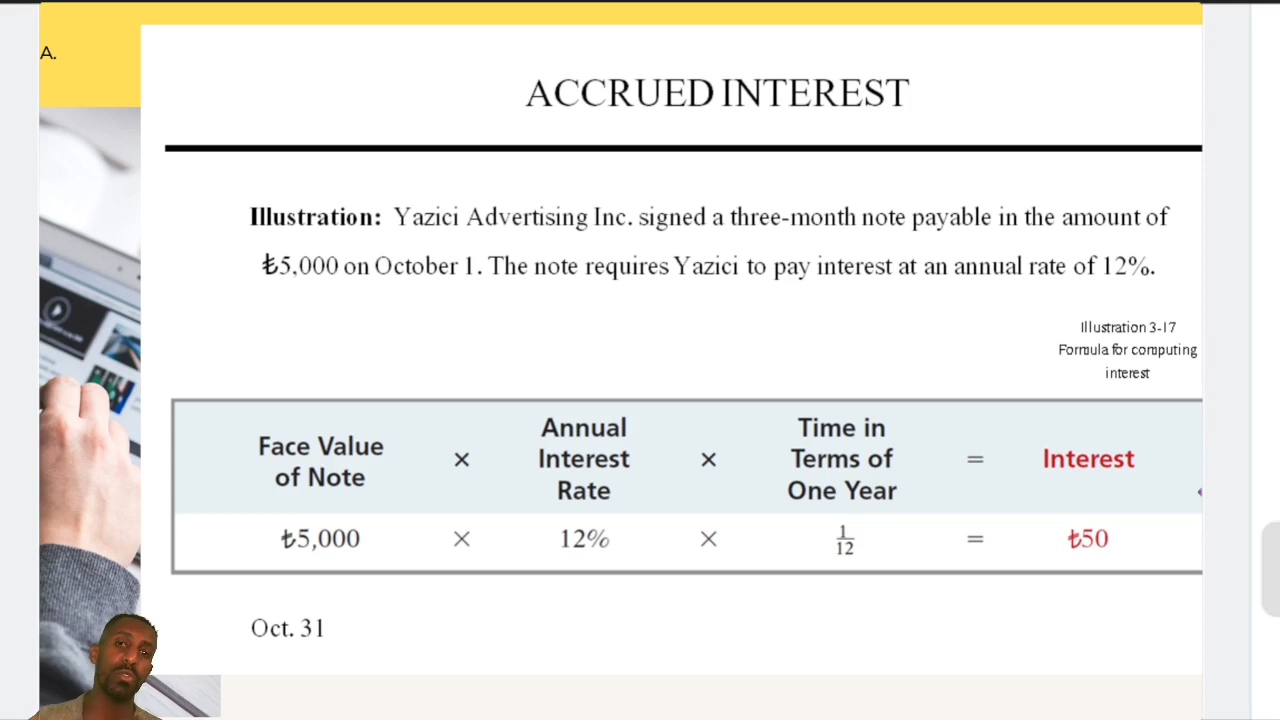 A.
ACCRUED INTEREST
Illustration: Yazici Advertising Inc. signed a three-month note payable in the amount of
₺5,000 on October 1. The note requires Yazici to pay interest at an annual rate of 12%.
Illustration 3-17
Formula for computing
interest
Face Value
of Note
×
Annual
Interest
Rate
×
Time in
Terms of
One Year
=
Interest
₺5,000 × 12% × 1/12 = ₺50
Oct. 31